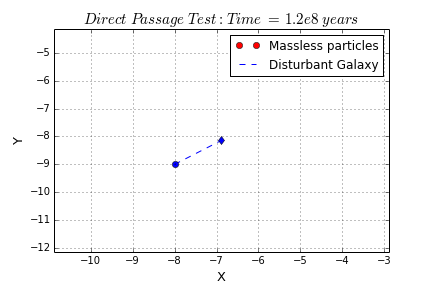 Direct Passage Test: Time = 1.2e8 years
Massless particles
Disturbant Galaxy
−5
−6
−7
−8
−9
−10
−11
−12
Y
−10 −9 −8 −7 −6 −5 −4 −3
X